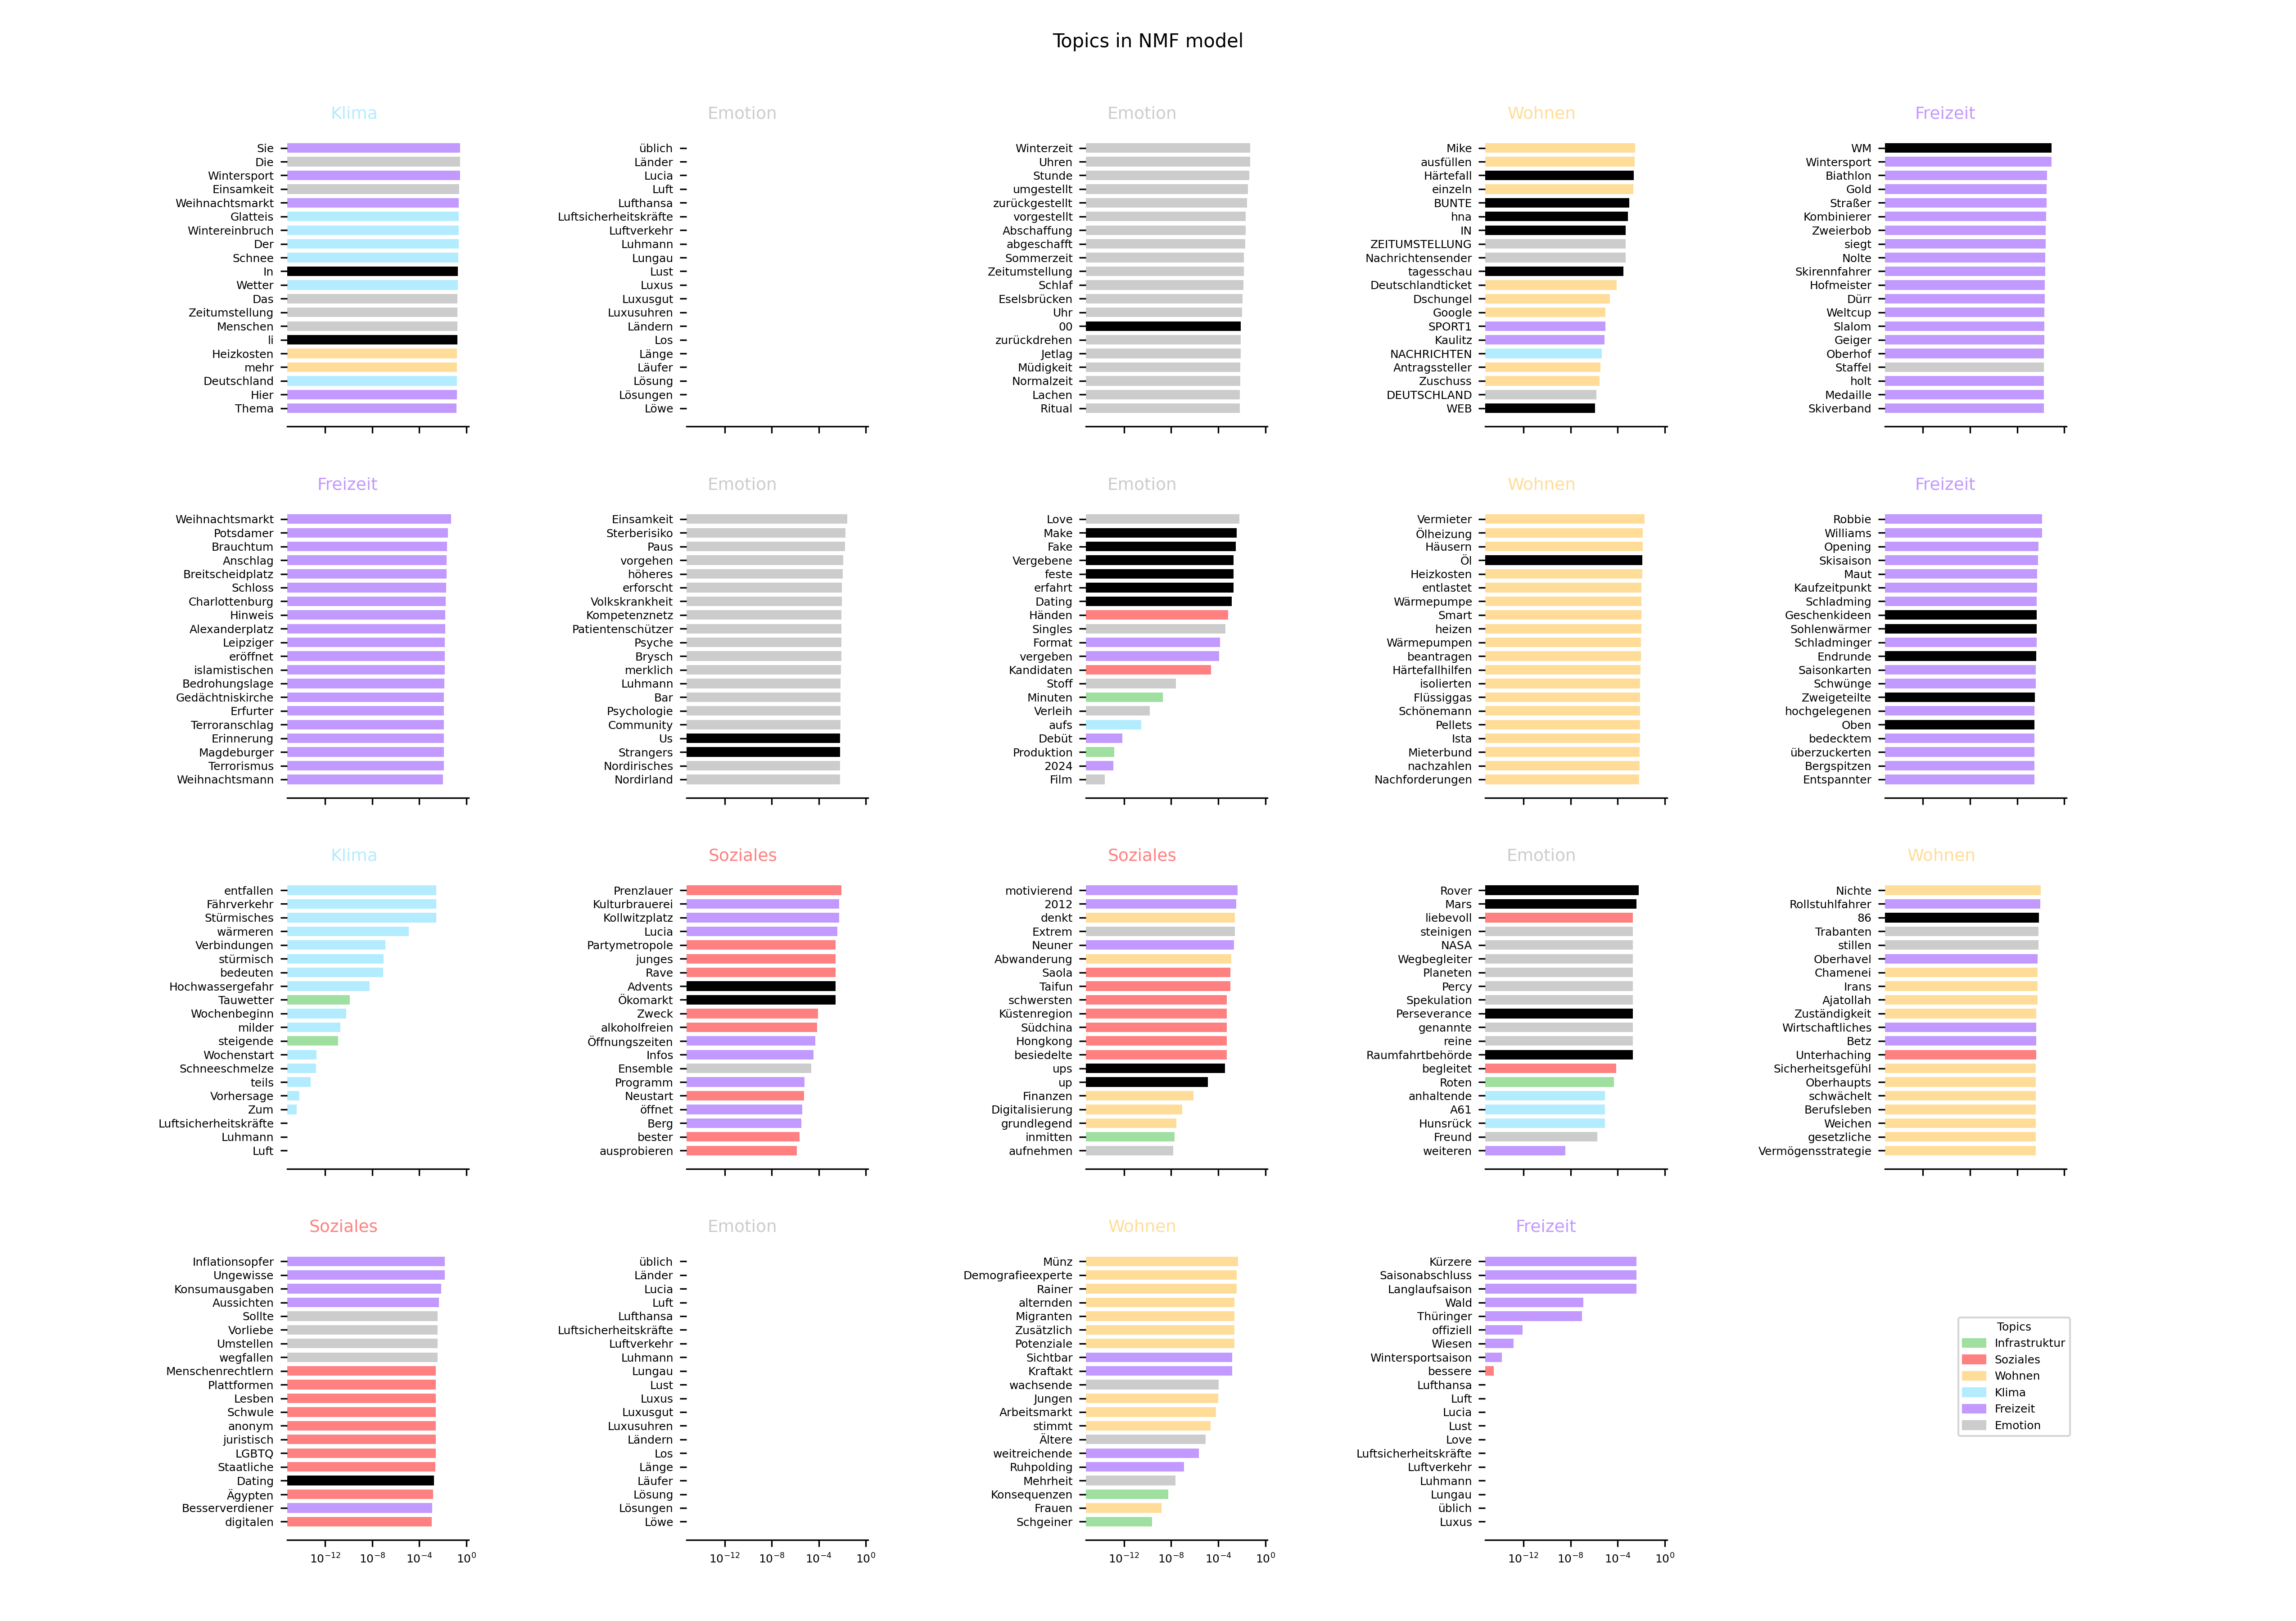 Topics in NMF model
Klima
Sie
Die
Wintersport
Einsamkeit
Weihnachtsmarkt
Glatteis
Wintereinbruch
Der
Schnee
In
Wetter
Das
Zeitumstellung
Menschen
li
Heizkosten
mehr
Deutschland
Hier
Thema
Emotion
üblich
Länder
Lucia
Luft
Lufthansa
Luftsicherheitskräfte
Luftverkehr
Luhmann
Lungau
Lust
Luxus
Luxusgut
Luxusuhren
Ländern
Los
Länge
Läufer
Lösung
Lösungen
Löwe
Emotion
Winterzeit
Uhren
Stunde
umgestellt
zurückgestellt
vorgestellt
Abschaffung
abgeschafft
Sommerzeit
Zeitumstellung
Schlaf
Eselsbrücken
Uhr
00
zurückdrehen
Jetlag
Müdigkeit
Normalzeit
Lachen
Ritual
Wohnen
Mike
ausfüllen
Härtefall
einzeln
BUNTE
hna
IN
ZEITUMSTELLUNG
Nachrichtensender
tagesschau
Deutschlandticket
Dschungel
Google
SPORT1
Kaulitz
NACHRICHTEN
Antragssteller
Zuschuss
DEUTSCHLAND
WEB
Freizeit
WM
Wintersport
Biathlon
Gold
Straßer
Kombinierer
Zweierbob
siegt
Nolte
Skirennfahrer
Hofmeister
Dürr
Weltcup
Slalom
Geiger
Oberhof
Staffel
holt
Medaille
Skiverband
Freizeit
Weihnachtsmarkt
Potsdamer
Brauchtum
Anschlag
Breitscheidplatz
Schloss
Charlottenburg
Hinweis
Alexanderplatz
Leipziger
eröffnet
islamistischen
Bedrohungslage
Gedächtniskirche
Erfurter
Terroranschlag
Erinnerung
Magdeburger
Terrorismus
Weihnachtsmann
Emotion
Einsamkeit
Sterberisiko
Paus
vorgehen
höheres
erforscht
Volkskrankheit
Kompetenznetz
Patientenschützer
Psyche
Brysch
merklich
Luhmann
Bar
Psychologie
Community
Us
Strangers
Nordirisches
Nordirland
Emotion
Love
Make
Fake
Vergebene
feste
erfahrt
Dating
Händen
Singles
Format
vergeben
Kandidaten
Stoff
Minuten
Verleih
aufs
Debüt
Produktion
2024
Film
Wohnen
Vermieter
Ölheizung
Häusern
Öl
Heizkosten
entlastet
Wärmepumpe
Smart
heizen
Wärmepumpen
beantragen
Härtefallhilfen
isolierten
Flüssiggas
Schönemann
Pellets
Ista
Mieterbund
nachzahlen
Nachforderungen
Freizeit
Robbie
Williams
Opening
Skisaison
Maut
Kaufzeitpunkt
Schladming
Geschenkideen
Sohlenwärmer
Schladminger
Endrunde
Saisonkarten
Schwünge
Zweigeteilte
hochgelegenen
Oben
bedecktem
überzuckerten
Bergspitzen
Entspannter
Klima
entfallen
Fährverkehr
Stürmisches
wärmeren
Verbindungen
stürmisch
bedeuten
Hochwassergefahr
Tauwetter
Wochenbeginn
milder
steigende
Wochenstart
Schneeschmelze
teils
Vorhersage
Zum
Luftsicherheitskräfte
Luhmann
Luft
Soziales
Prenzlauer
Kulturbrauerei
Kollwitzplatz
Lucia
Partymetropole
junges
Rave
Advents
Ökomarkt
Zweck
alkoholfreien
Öffnungszeiten
Infos
Ensemble
Programm
Neustart
öffnet
Berg
bester
ausprobieren
Soziales
motivierend
2012
denkt
Extrem
Neuner
Abwanderung
Saola
Taifun
schwersten
Küstenregion
Südchina
Hongkong
besiedelte
ups
up
Finanzen
Digitalisierung
grundlegend
inmitten
aufnehmen
Emotion
Rover
Mars
liebevoll
steinigen
NASA
Wegbegleiter
Planeten
Percy
Spekulation
Perseverance
genannte
reine
Raumfahrtbehörde
begleitet
Roten
anhaltende
A61
Hunsrück
Freund
weiteren
Wohnen
Nichte
Rollstuhlfahrer
86
Trabanten
stillen
Oberhavel
Chamenei
Irans
Ajatollah
Zuständigkeit
Wirtschaftliches
Betz
Unterhaching
Sicherheitsgefühl
Oberhaupts
schwächelt
Berufsleben
Weichen
gesetzliche
Vermögensstrategie
Soziales
Inflationsopfer
Ungewisse
Konsumausgaben
Aussichten
Sollte
Vorliebe
Umstellen
wegfallen
Menschenrechtlern
Plattformen
Lesben
Schwule
anonym
juristisch
LGBTQ
Staatliche
Dating
Ägypten
Besserverdiener
digitalen
10⁻¹² 10⁻⁸ 10⁻⁴ 10⁰
Emotion
üblich
Länder
Lucia
Luft
Lufthansa
Luftsicherheitskräfte
Luftverkehr
Luhmann
Lungau
Lust
Luxus
Luxusgut
Luxusuhren
Ländern
Los
Länge
Läufer
Lösung
Lösungen
Löwe
10⁻¹² 10⁻⁸ 10⁻⁴ 10⁰
Wohnen
Münz
Demografieexperte
Rainer
alternden
Migranten
Zusätzlich
Potenziale
Sichtbar
Kraftakt
wachsende
Jungen
Arbeitsmarkt
stimmt
Ältere
weitreichende
Ruhpolding
Mehrheit
Konsequenzen
Frauen
Schgeiner
10⁻¹² 10⁻⁸ 10⁻⁴ 10⁰
Freizeit
Kürzere
Saisonabschluss
Langlaufsaison
Wald
Thüringer
offiziell
Wiesen
Wintersportsaison
bessere
Lufthansa
Luft
Lucia
Lust
Love
Luftsicherheitskräfte
Luftverkehr
Luhmann
Lungau
üblich
Luxus
10⁻¹² 10⁻⁸ 10⁻⁴ 10⁰
Topics
Infrastruktur
Soziales
Wohnen
Klima
Freizeit
Emotion